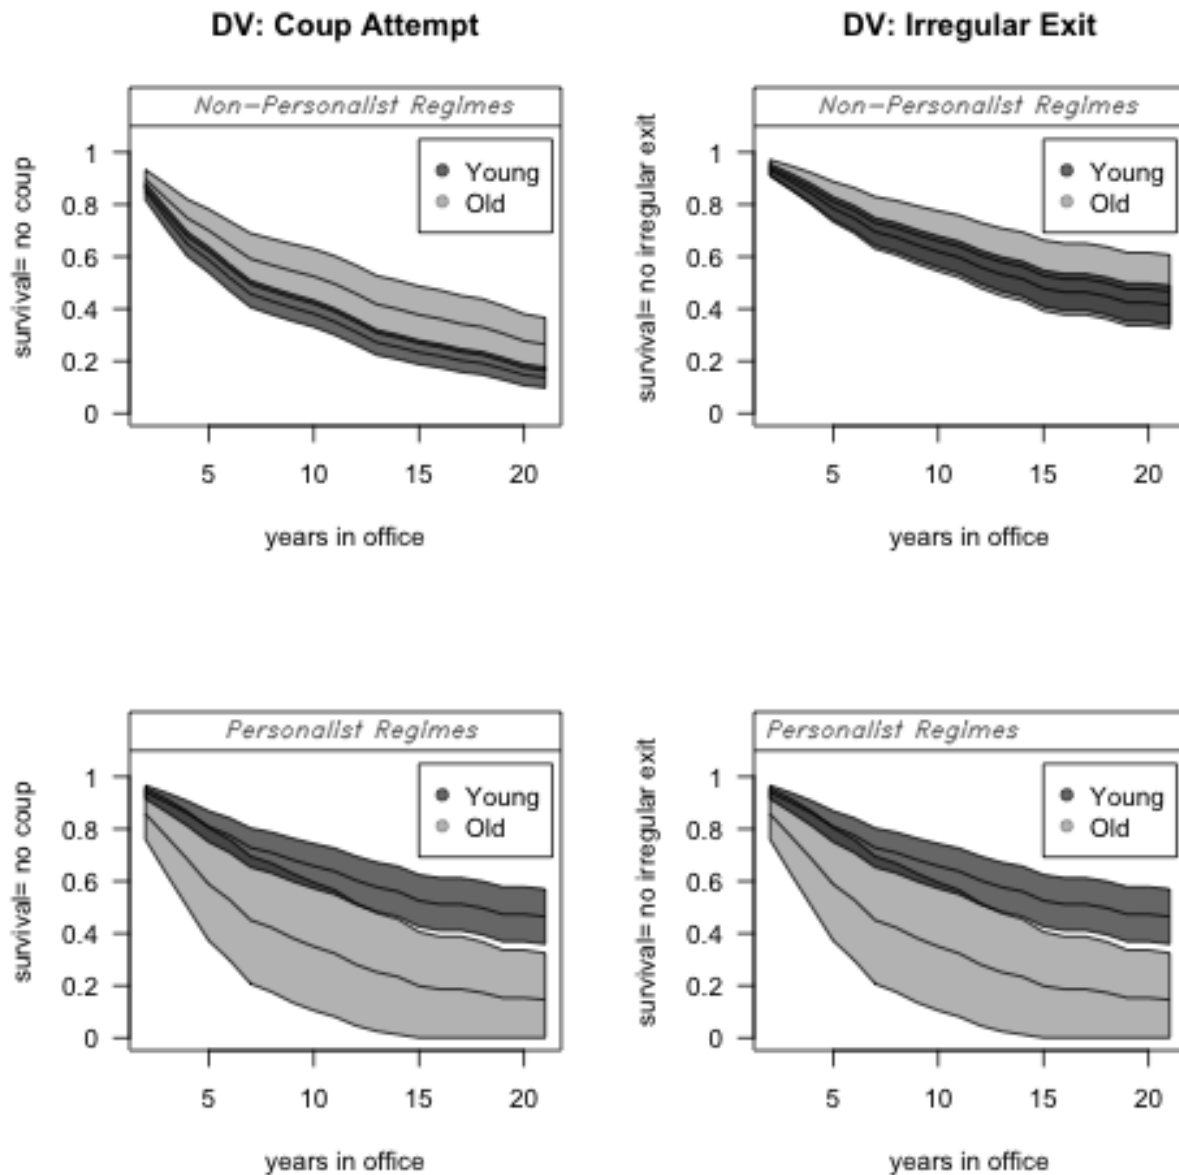 DV: Coup Attempt
Non-Personalist Regimes
survival= no coup
1
0.8
0.6
0.4
0.2
0
Young
Old
5 10 15 20
years in office
DV: Irregular Exit
Non-Personalist Regimes
survival= no irregular exit
1
0.8
0.6
0.4
0.2
0
Young
Old
5 10 15 20
years in office
Personalist Regimes
survival= no coup
1
0.8
0.6
0.4
0.2
0
Young
Old
5 10 15 20
years in office
Personalist Regimes
survival= no irregular exit
1
0.8
0.6
0.4
0.2
0
Young
Old
5 10 15 20
years in office